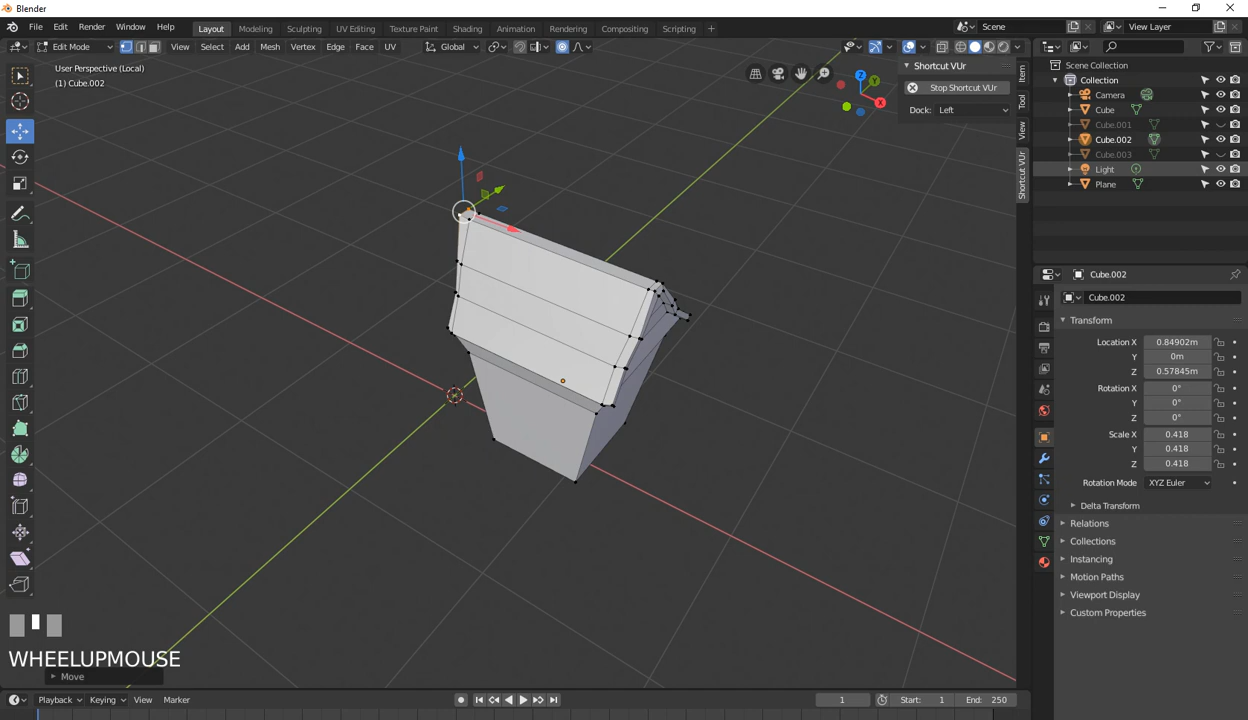 Blender
File Edit Render Window Help
Layout Modeling Sculpting UV Editing Texture Paint Shading Animation Rendering Compositing Scripting +
Scene
View Layer
Edit Mode View Select Add Mesh Vertex Edge Face UV Global
User Perspective (Local)
(1) Cube.002
Z
Y
X
Shortcut VUr
Stop Shortcut VUr
Dock: Left
Item
Tool
View
Shortcut VUr
Scene Collection
Collection
Camera
Cube
Cube.001
Cube.002
Cube.003
Light
Plane
Cube.002
Cube.002
Transform
Location X 0.84902m
Y 0m
Z 0.57845m
Rotation X 0°
Y 0°
Z 0°
Scale X 0.418
Y 0.418
Z 0.418
Rotation Mode XYZ Euler
Delta Transform
Relations
Collections
Instancing
Motion Paths
Viewport Display
Custom Properties
WHEELUPMOUSE
Move
Playback Keying View Marker
1 Start: 1 End: 250